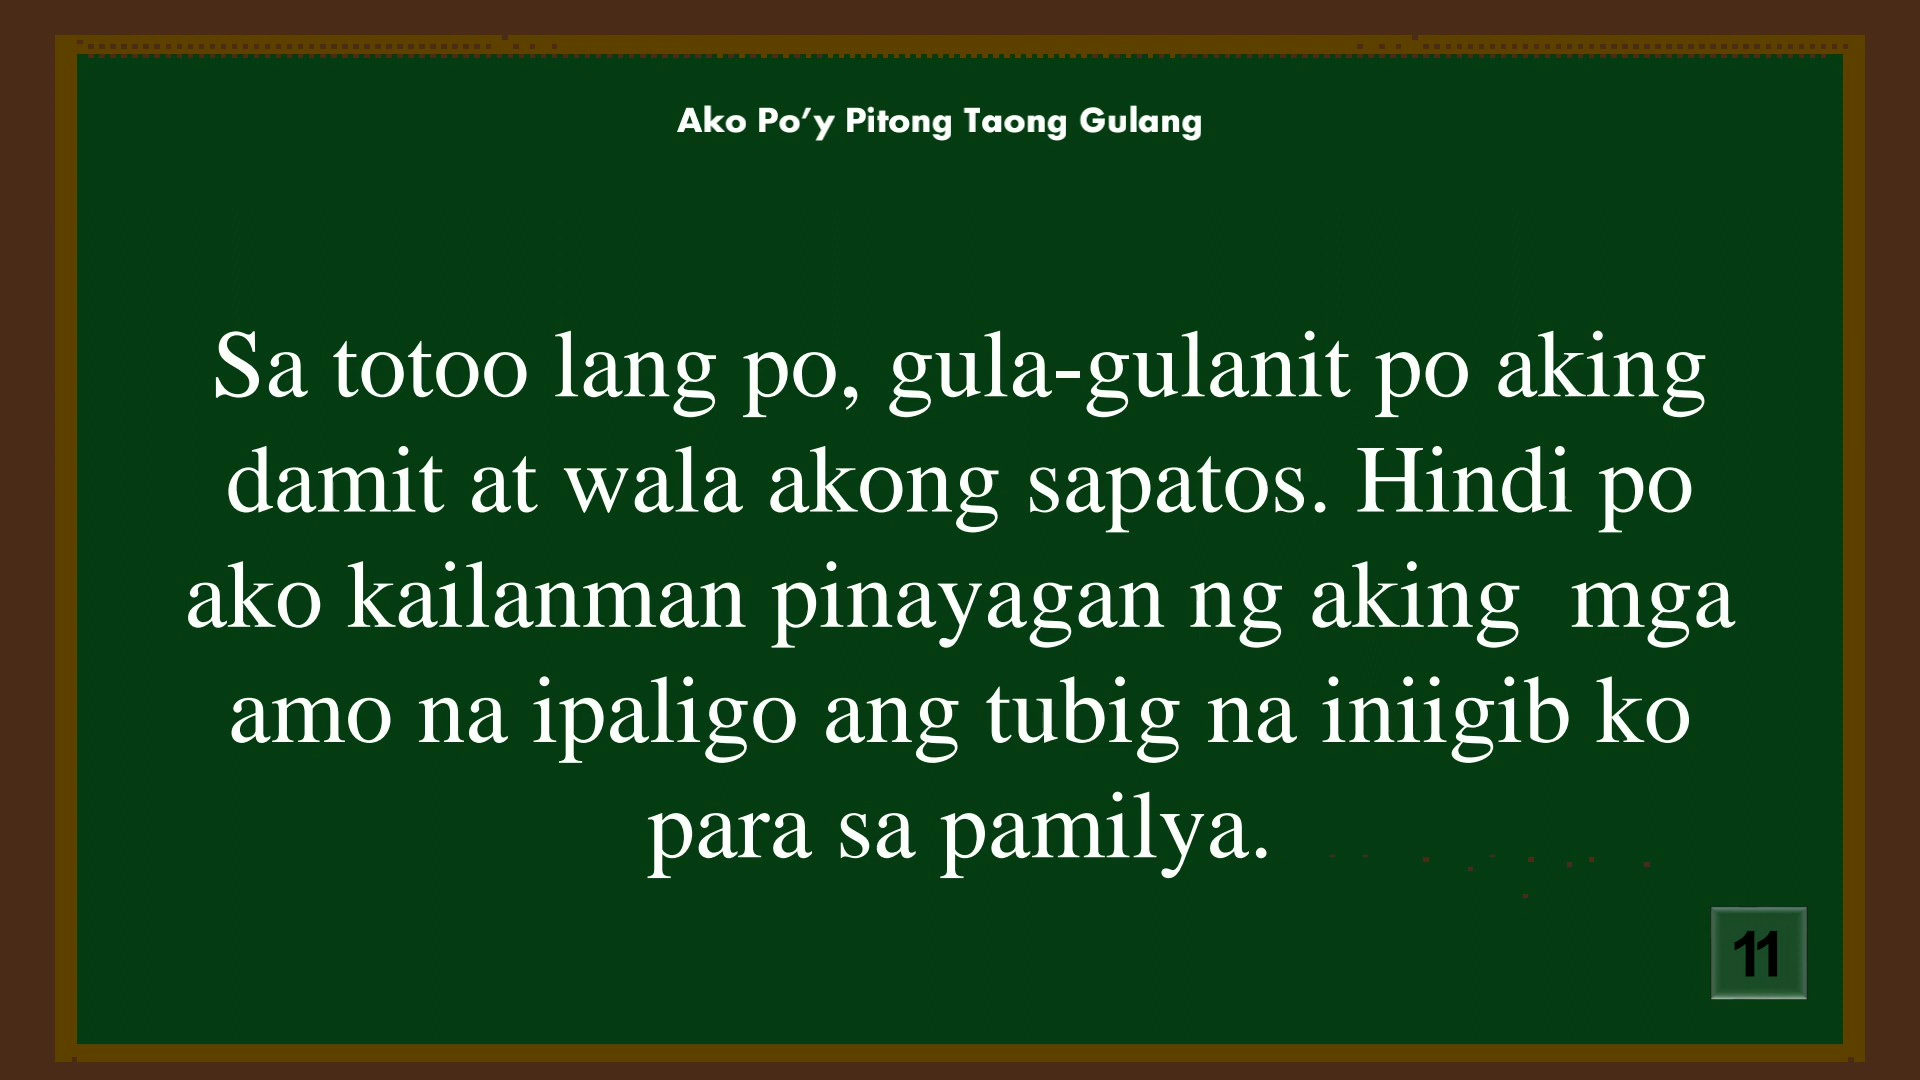 Ako Po’y Pitong Taong Gulang
Sa totoo lang po, gula-gulanit po aking
damit at wala akong sapatos. Hindi po
ako kailanman pinayagan ng aking  mga
amo na ipaligo ang tubig na iniigib ko
para sa pamilya.
11